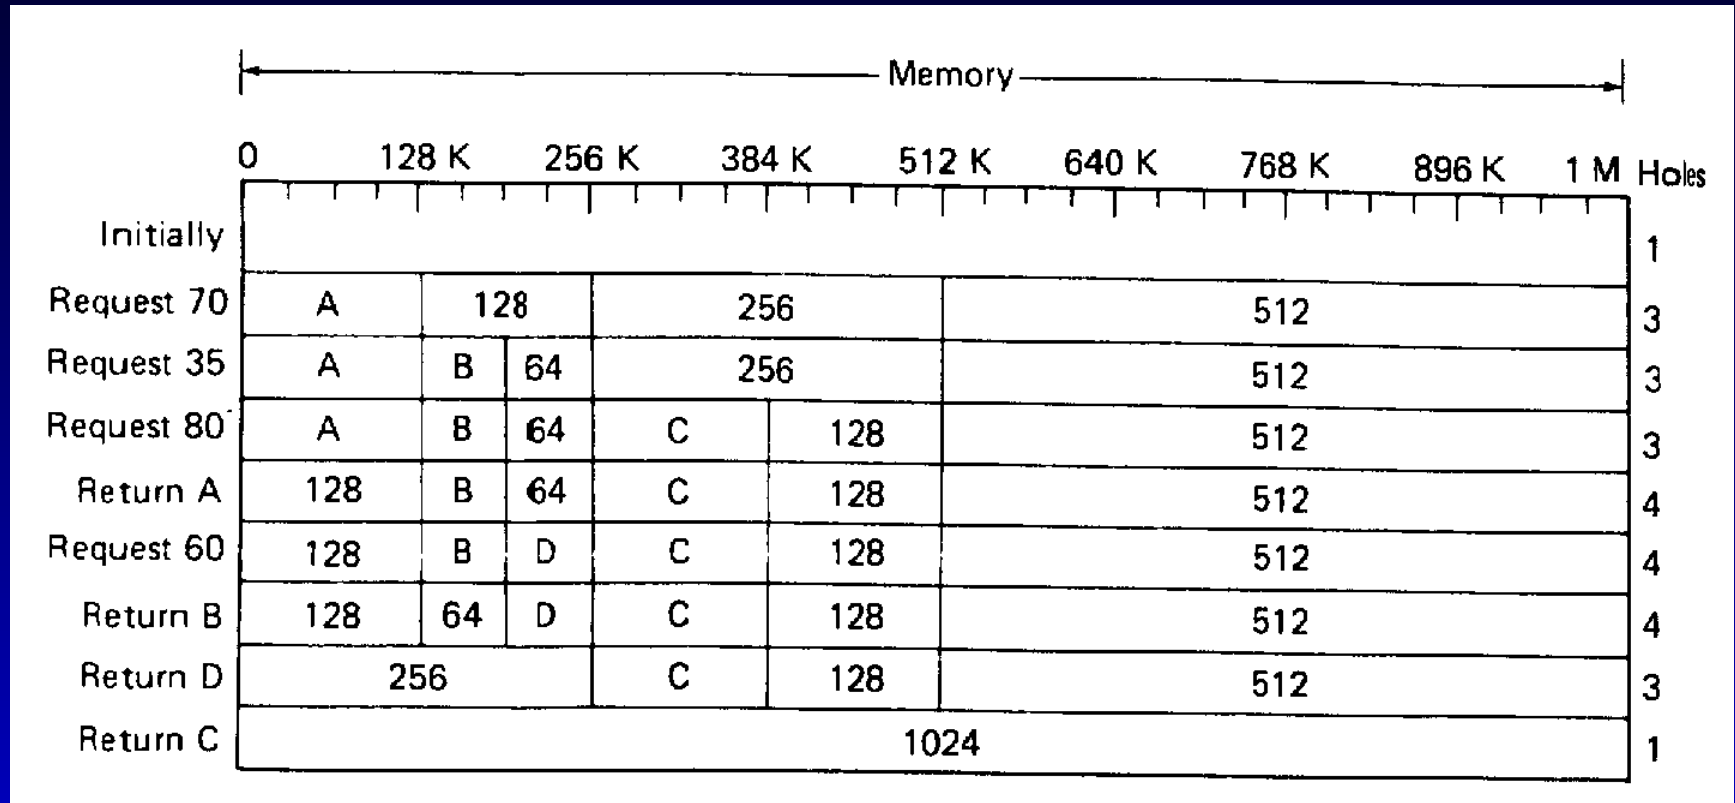 Memory
0 128 K 256 K 384 K 512 K 640 K 768 K 896 K 1 M Holes
Initially 1
Request 70 A 128 256 512 3
Request 35 A B 64 256 512 3
Request 80 A B 64 C 128 512 3
Return A 128 B 64 C 128 512 4
Request 60 128 B D C 128 512 4
Return B 128 64 D C 128 512 4
Return D 256 C 128 512 3
Return C 1024 1